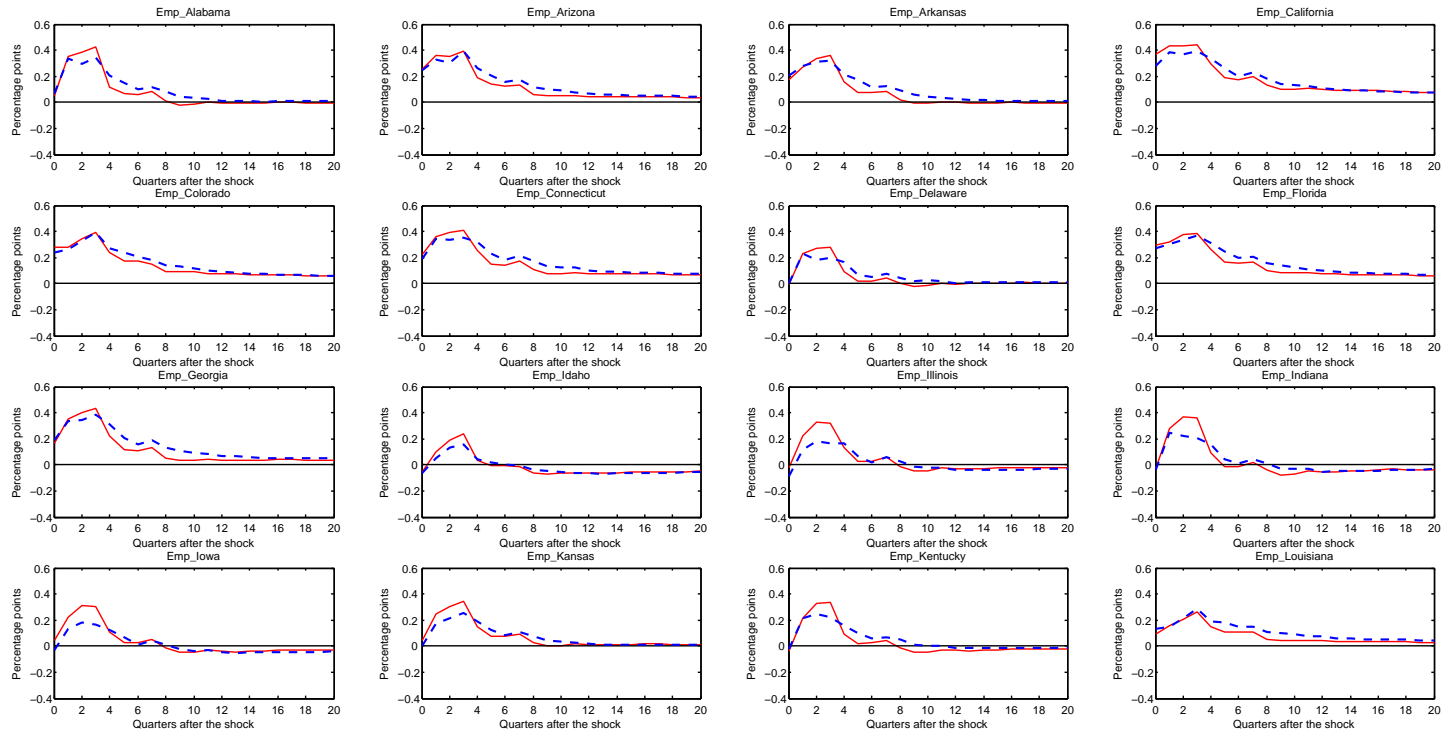 Emp_Alabama
Emp_Arizona
Emp_Arkansas
Emp_California
Percentage points
0.6
0.4
0.2
0
−0.2
−0.4
0 2 4 6 8 10 12 14 16 18 20
Quarters after the shock
Percentage points
0.6
0.4
0.2
0
−0.2
−0.4
0 2 4 6 8 10 12 14 16 18 20
Quarters after the shock
Percentage points
0.6
0.4
0.2
0
−0.2
−0.4
0 2 4 6 8 10 12 14 16 18 20
Quarters after the shock
Percentage points
0.6
0.4
0.2
0
−0.2
−0.4
0 2 4 6 8 10 12 14 16 18 20
Quarters after the shock
Emp_Colorado
Emp_Connecticut
Emp_Delaware
Emp_Florida
Percentage points
0.6
0.4
0.2
0
−0.2
−0.4
0 2 4 6 8 10 12 14 16 18 20
Quarters after the shock
Percentage points
0.6
0.4
0.2
0
−0.2
−0.4
0 2 4 6 8 10 12 14 16 18 20
Quarters after the shock
Percentage points
0.6
0.4
0.2
0
−0.2
−0.4
0 2 4 6 8 10 12 14 16 18 20
Quarters after the shock
Percentage points
0.6
0.4
0.2
0
−0.2
−0.4
0 2 4 6 8 10 12 14 16 18 20
Quarters after the shock
Emp_Georgia
Emp_Idaho
Emp_Illinois
Emp_Indiana
Percentage points
0.6
0.4
0.2
0
−0.2
−0.4
0 2 4 6 8 10 12 14 16 18 20
Quarters after the shock
Percentage points
0.6
0.4
0.2
0
−0.2
−0.4
0 2 4 6 8 10 12 14 16 18 20
Quarters after the shock
Percentage points
0.6
0.4
0.2
0
−0.2
−0.4
0 2 4 6 8 10 12 14 16 18 20
Quarters after the shock
Percentage points
0.6
0.4
0.2
0
−0.2
−0.4
0 2 4 6 8 10 12 14 16 18 20
Quarters after the shock
Emp_Iowa
Emp_Kansas
Emp_Kentucky
Emp_Louisiana
Percentage points
0.6
0.4
0.2
0
−0.2
−0.4
0 2 4 6 8 10 12 14 16 18 20
Quarters after the shock
Percentage points
0.6
0.4
0.2
0
−0.2
−0.4
0 2 4 6 8 10 12 14 16 18 20
Quarters after the shock
Percentage points
0.6
0.4
0.2
0
−0.2
−0.4
0 2 4 6 8 10 12 14 16 18 20
Quarters after the shock
Percentage points
0.6
0.4
0.2
0
−0.2
−0.4
0 2 4 6 8 10 12 14 16 18 20
Quarters after the shock